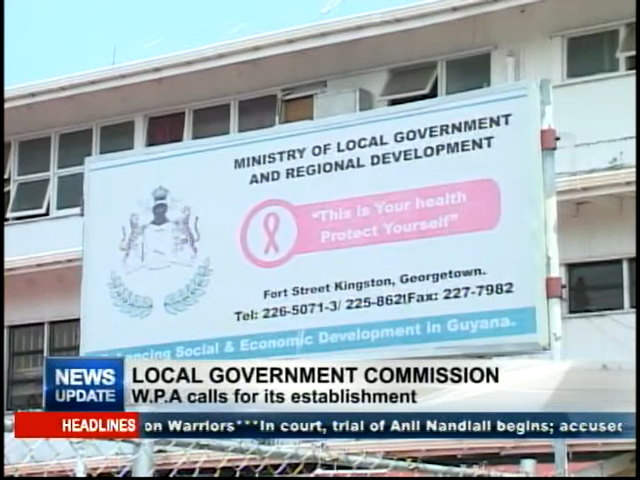 MINISTRY OF LOCAL GOVERNMENT
AND REGIONAL DEVELOPMENT
"This is Your health
Protect Yourself"
Fort Street Kingston, Georgetown.
Tel: 226-5071-3/ 225-8621Fax: 227-7982
ancing Social & Economic Development in Guyana.
NEWS
UPDATE
LOCAL GOVERNMENT COMMISSION
W.P.A calls for its establishment
HEADLINES
on Warriors***In court, trial of Anil Nandlall begins; accused